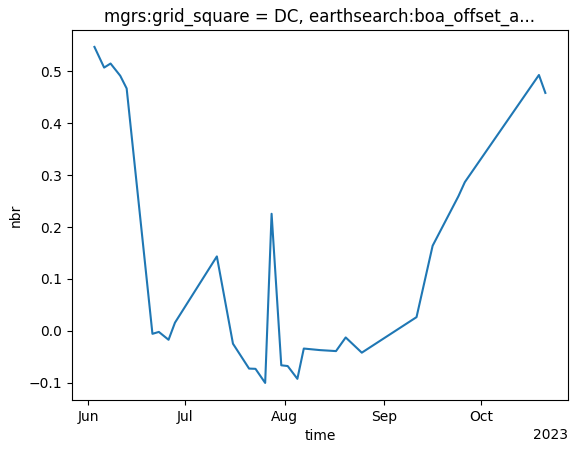 mgrs:grid_square = DC, earthsearch:boa_offset_a...
nbr
0.5
0.4
0.3
0.2
0.1
0.0
−0.1
Jun Jul Aug Sep Oct
time
2023